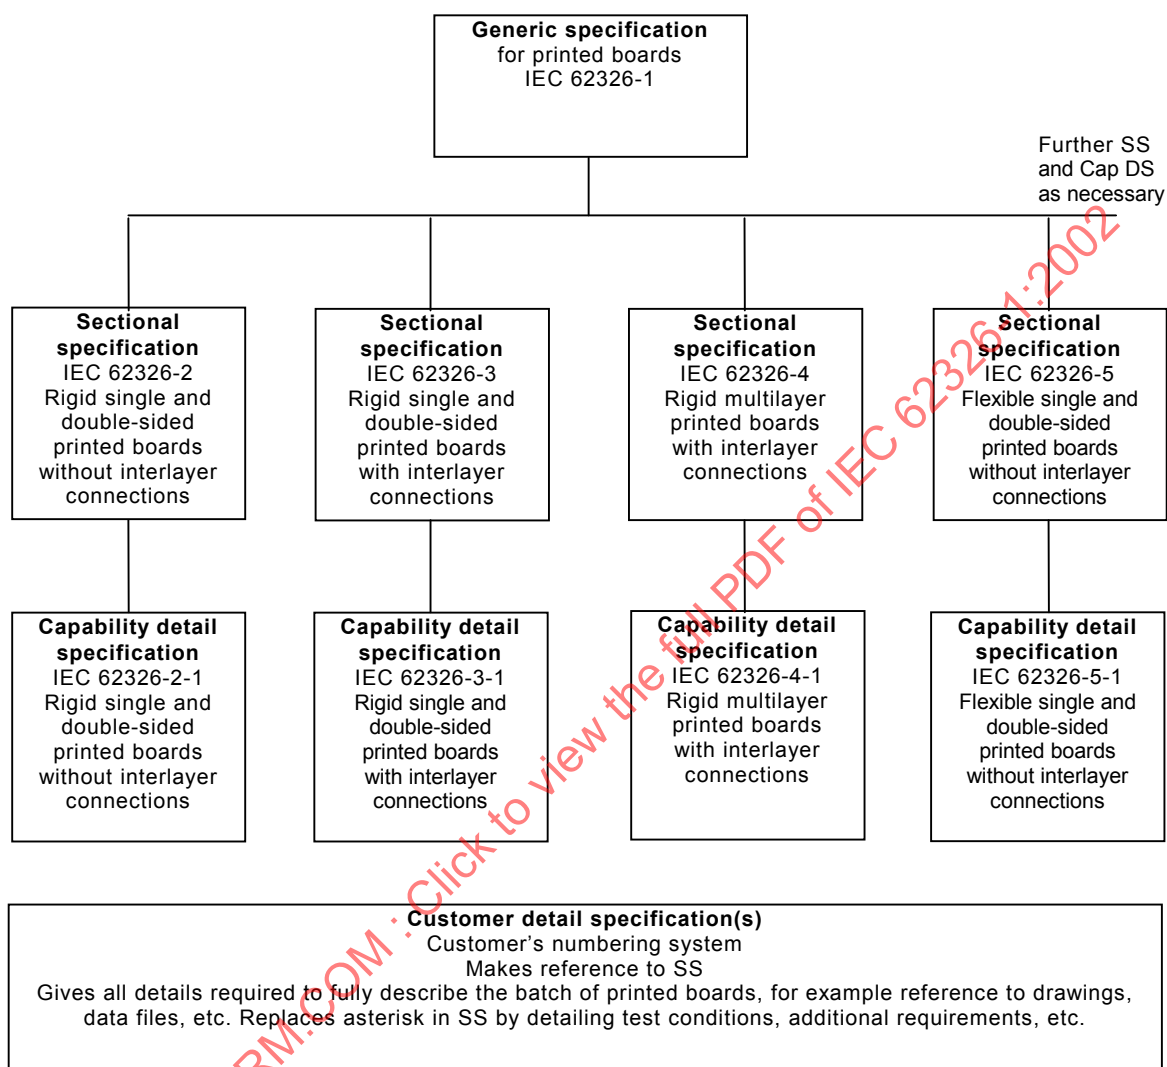 Generic specification
for printed boards
IEC 62326-1
Further SS
and Cap DS
as necessary
Sectional
specification
IEC 62326-2
Rigid single and
double-sided
printed boards
without interlayer
connections
Sectional
specification
IEC 62326-3
Rigid single and
double-sided
printed boards
with interlayer
connections
Sectional
specification
IEC 62326-4
Rigid multilayer
printed boards
with interlayer
connections
Sectional
specification
IEC 62326-5
Flexible single and
double-sided
printed boards
without interlayer
connections
Capability detail
specification
IEC 62326-2-1
Rigid single and
double-sided
printed boards
without interlayer
connections
Capability detail
specification
IEC 62326-3-1
Rigid single and
double-sided
printed boards
with interlayer
connections
Capability detail
specification
IEC 62326-4-1
Rigid multilayer
printed boards
with interlayer
connections
Capability detail
specification
IEC 62326-5-1
Flexible single and
double-sided
printed boards
without interlayer
connections
Customer detail specification(s)
Customer's numbering system
Makes reference to SS
Gives all details required to fully describe the batch of printed boards, for example reference to drawings,
data files, etc. Replaces asterisk in SS by detailing test conditions, additional requirements, etc.
RM.COM : Click to view the full PDF of IEC 62326-1:2002